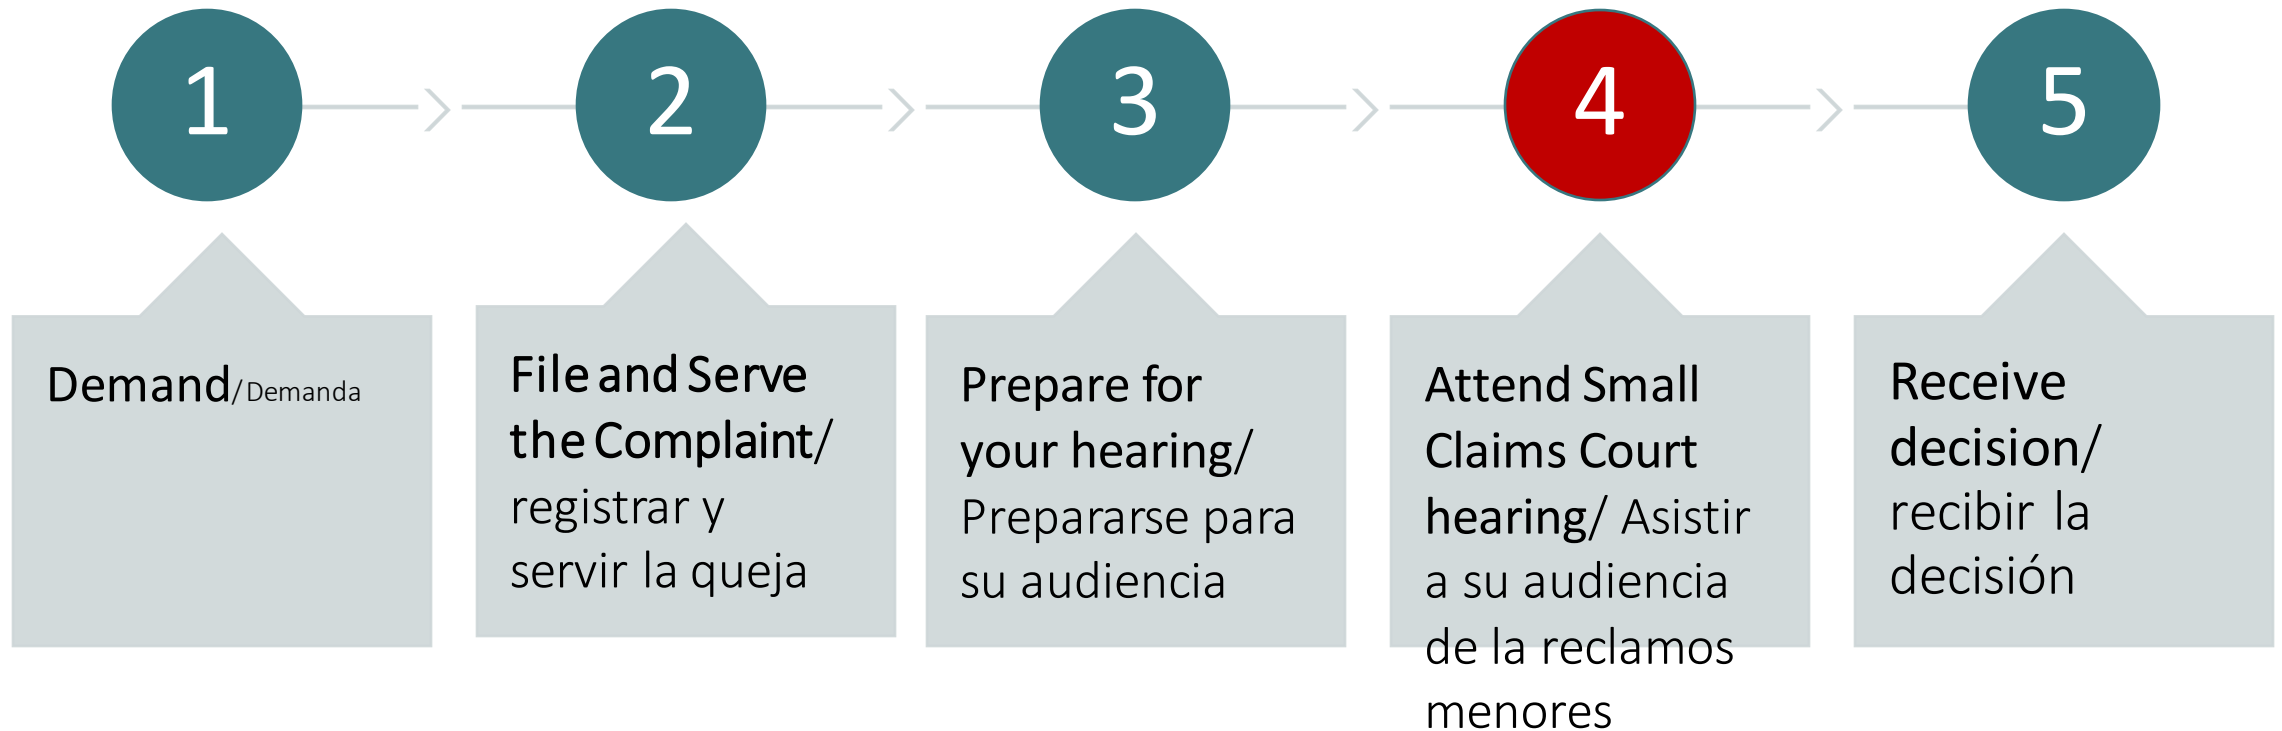 1
2
3
4
5
Demand/Demanda
File and Serve
the Complaint/
registrar y
servir la queja
Prepare for
your hearing/
Prepararse para
su audiencia
Attend Small
Claims Court
hearing/ Asistir
a su audiencia
de la reclamos
menores
Receive
decision/
recibir la
decisión